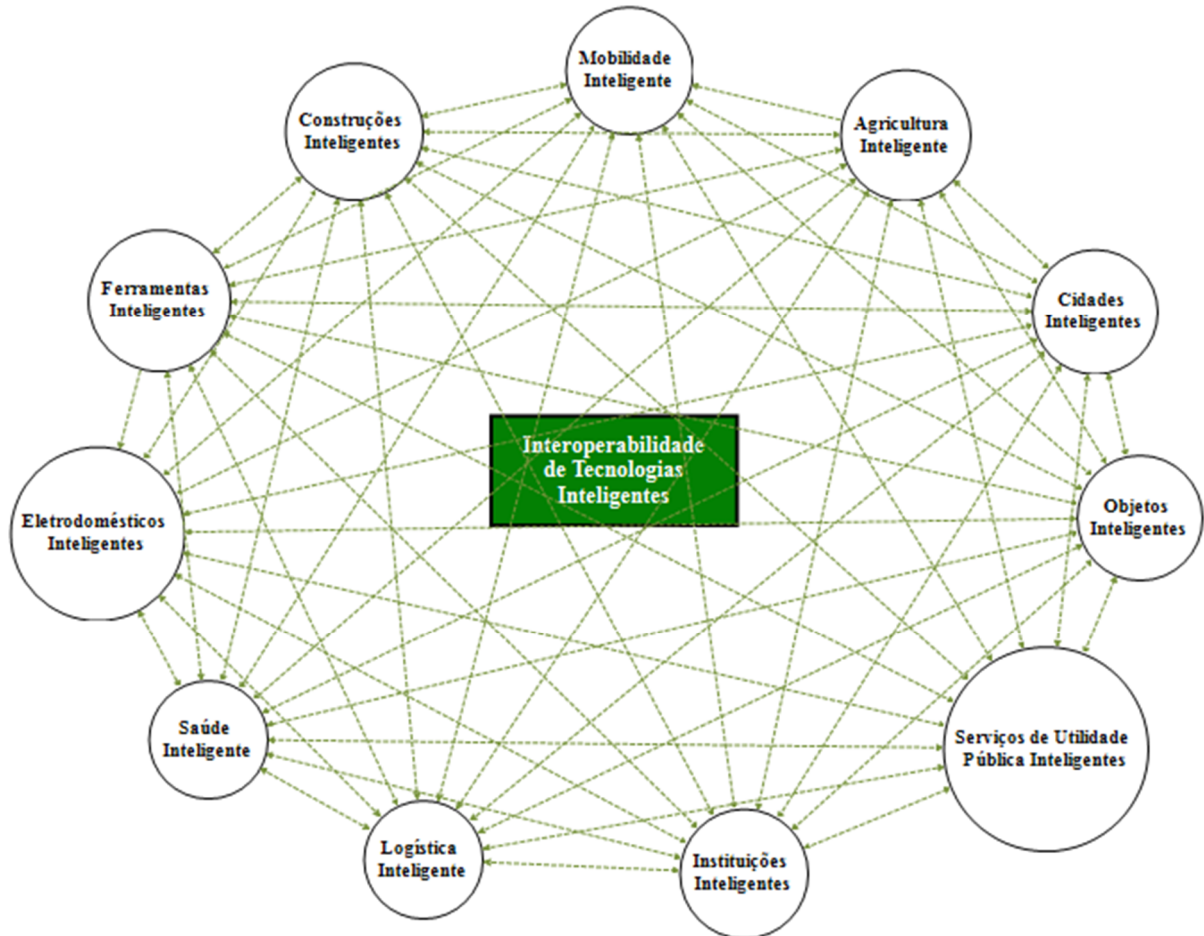 Mobilidade
Inteligente
Construções
Inteligentes
Agricultura
Inteligente
Ferramentas
Inteligentes
Cidades
Inteligentes
Interoperabilidade
de Tecnologias
Inteligentes
Eletrodomésticos
Inteligentes
Objetos
Inteligentes
Saúde
Inteligente
Serviços de Utilidade
Pública Inteligentes
Logística
Inteligente
Instituições
Inteligentes